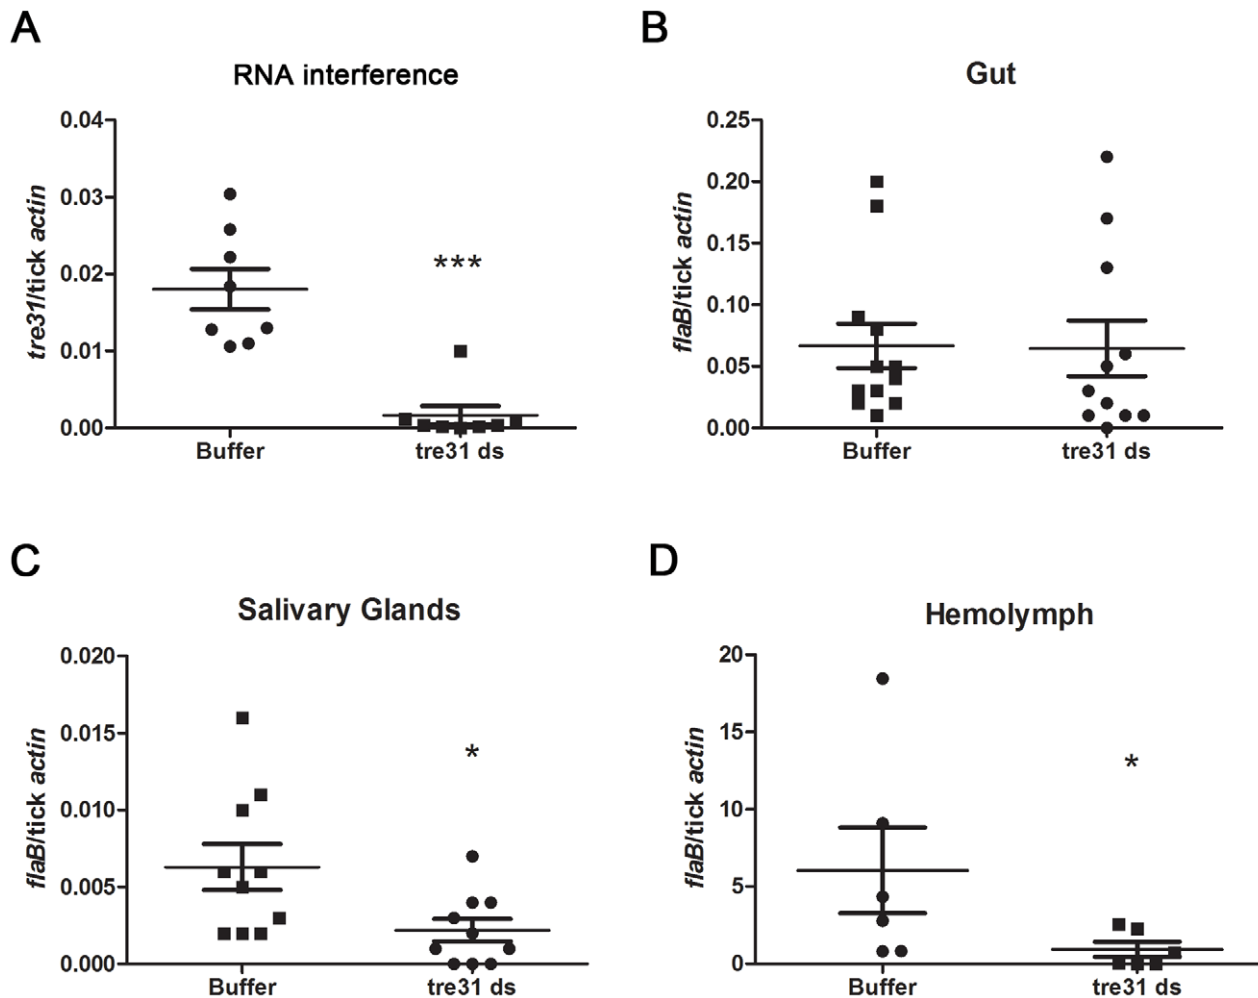 A
RNA interference
tre31/tick actin
0.04
0.03
0.02
0.01
0.00
***
Buffer
tre31 ds
B
Gut
flaB/tick actin
0.25
0.20
0.15
0.10
0.05
0.00
Buffer
tre31 ds
C
Salivary Glands
flaB/tick actin
0.020
0.015
0.010
0.005
0.000
*
Buffer
tre31 ds
D
Hemolymph
flaB/tick actin
20
15
10
5
0
*
Buffer
tre31 ds